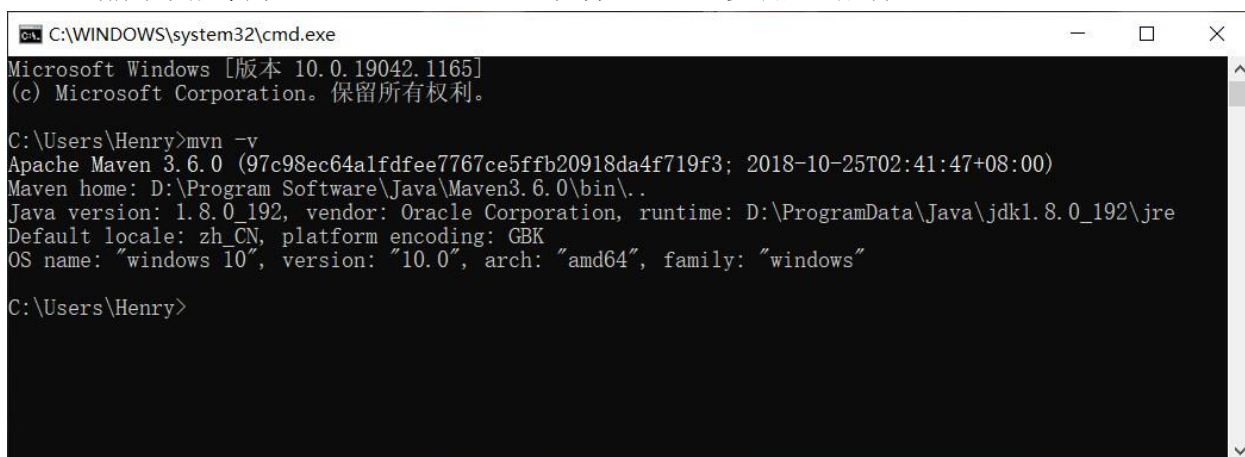 C:\WINDOWS\system32\cmd.exe
Microsoft Windows [版本 10.0.19042.1165]
(c) Microsoft Corporation。保留所有权利。
C:\Users\Henry>mvn -v
Apache Maven 3.6.0 (97c98ec64a1fdfee7767ce5ffb20918da4f719f3; 2018-10-25T02:41:47+08:00)
Maven home: D:\Program Software\Java\Maven3.6.0\bin\..
Java version: 1.8.0_192, vendor: Oracle Corporation, runtime: D:\ProgramData\Java\jdk1.8.0_192\jre
Default locale: zh_CN, platform encoding: GBK
OS name: "windows 10", version: "10.0", arch: "amd64", family: "windows"
C:\Users\Henry>